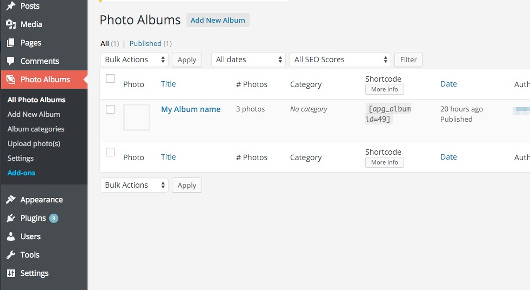 Posts
Media
Pages
Comments
Photo Albums
All Photo Albums
Add New Album
Album categories
Upload photo(s)
Settings
Add-ons
Appearance
Plugins 9
Users
Tools
Settings
Photo Albums Add New Album
All (1) | Published (1)
Bulk Actions Apply All dates All SEO Scores Filter
Photo Title # Photos Category Shortcode Date
More Info
My Album name 3 photos No category [apg_album 20 hours ago
id=49] Published
Photo Title # Photos Category Shortcode Date
More Info
Bulk Actions Apply